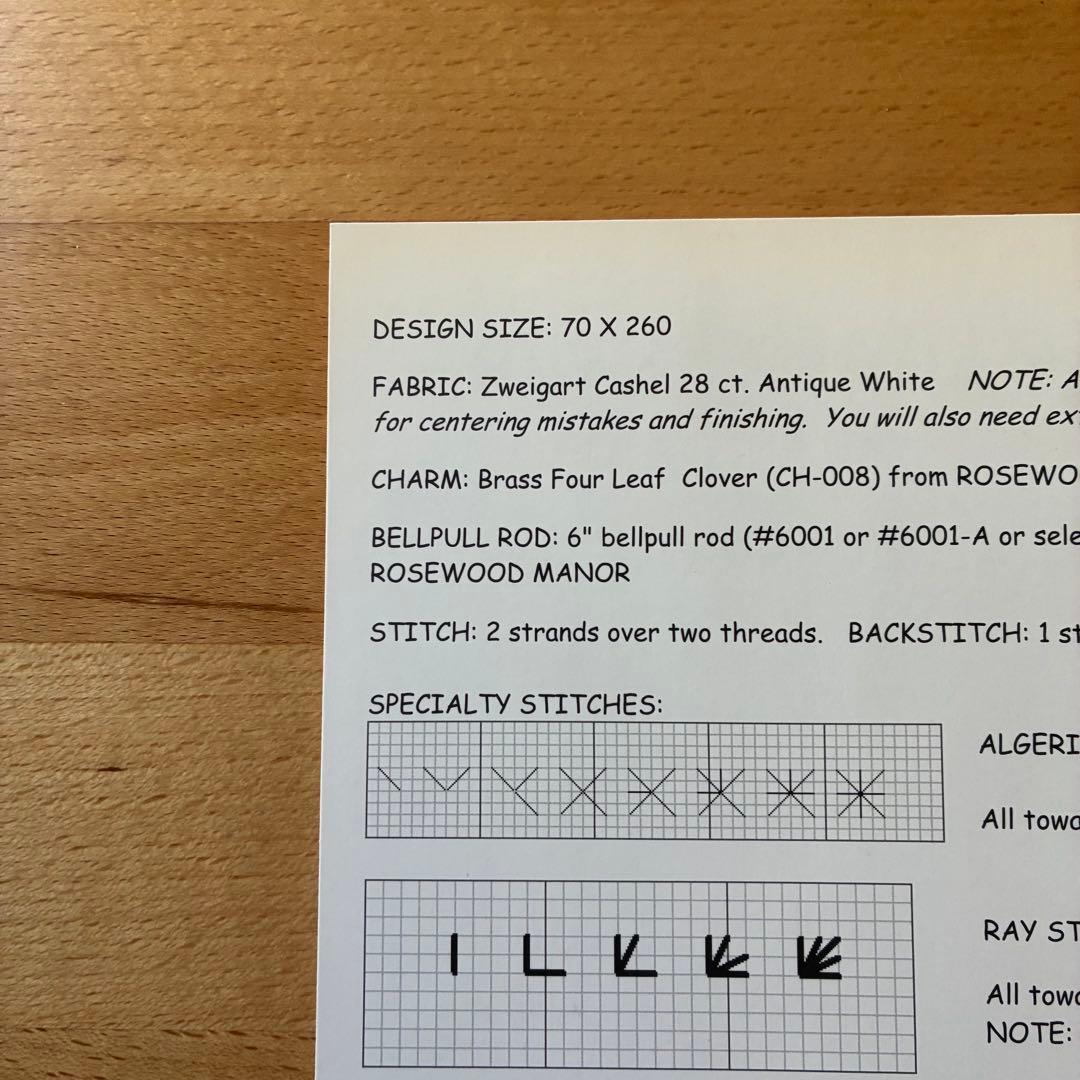 DESIGN SIZE: 70 X 260
FABRIC: Zweigart Cashel 28 ct. Antique White NOTE:
for centering mistakes and finishing. You will also need
CHARM: Brass Four Leaf Clover (CH-008) from
BELLPULL ROD: 6" bellpull rod (#6001 or #6001-A or
ROSEWOOD MANOR
STITCH: 2 strands over two threads. BACKSTITCH: 1
SPECIALTY STITCHES:
All
RAY
All
NOTE: